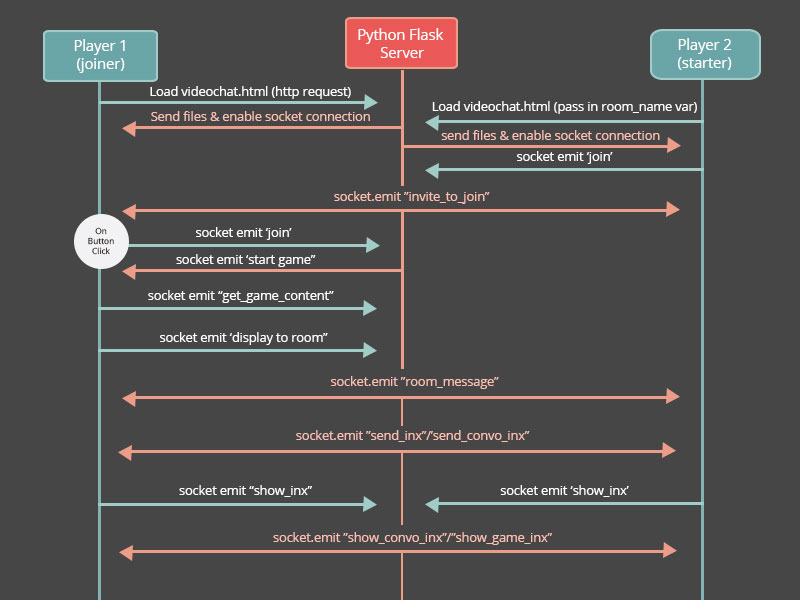 Player 1
(joiner)
Python Flask
Server
Player 2
(starter)
Load videochat.html (http request)
Load videochat.html (pass in room_name var)
Send files & enable socket connection
send files & enable socket connection
socket emit ‘join’
socket.emit ”invite_to_join”
On
Button
Click
socket emit ‘join’
socket emit ‘start game”
socket emit “get_game_content”
socket emit ‘display to room”
socket.emit ”room_message”
socket.emit ”send_inx”/’send_convo_inx”
socket emit “show_inx”
socket emit ‘show_inx’
socket.emit ”show_convo_inx”/”show_game_inx”